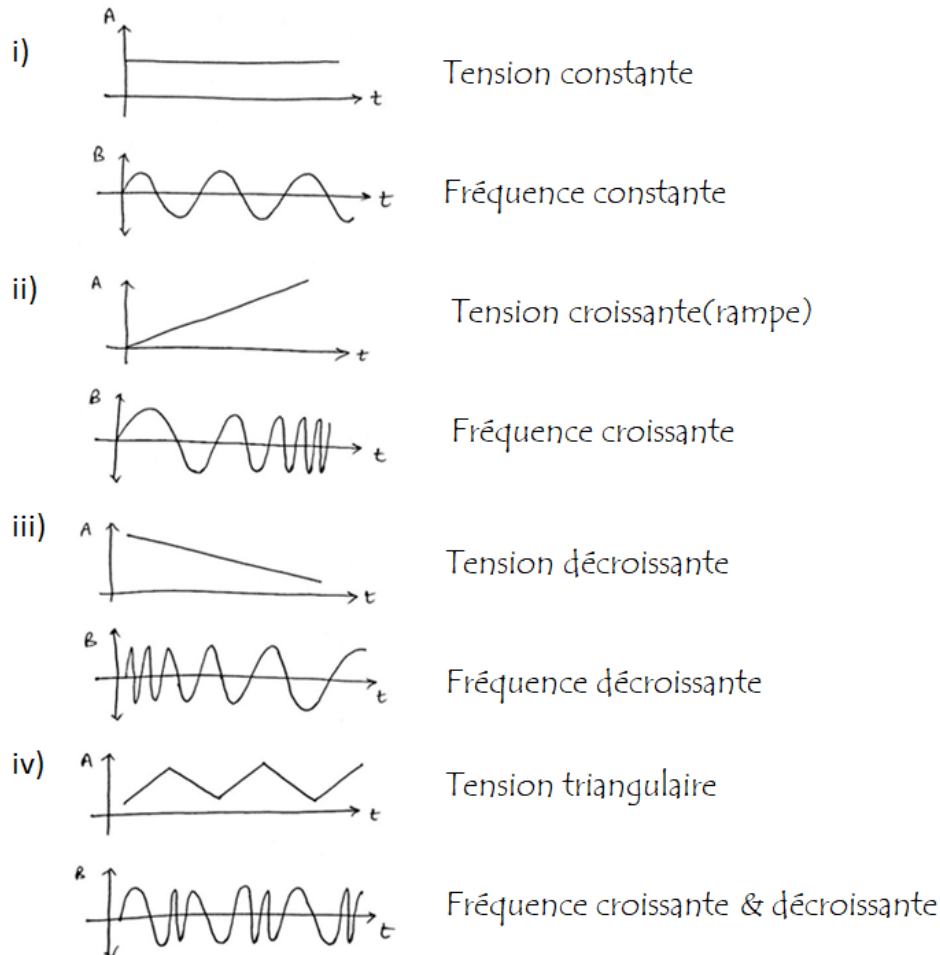 A
i)
Tension constante
t
B
Fréquence constante
t
ii)
A
Tension croissante(rampe)
t
B
Fréquence croissante
t
iii)
A
Tension décroissante
t
B
Fréquence décroissante
t
iv)
A
Tension triangulaire
t
B
Fréquence croissante & décroissante
t